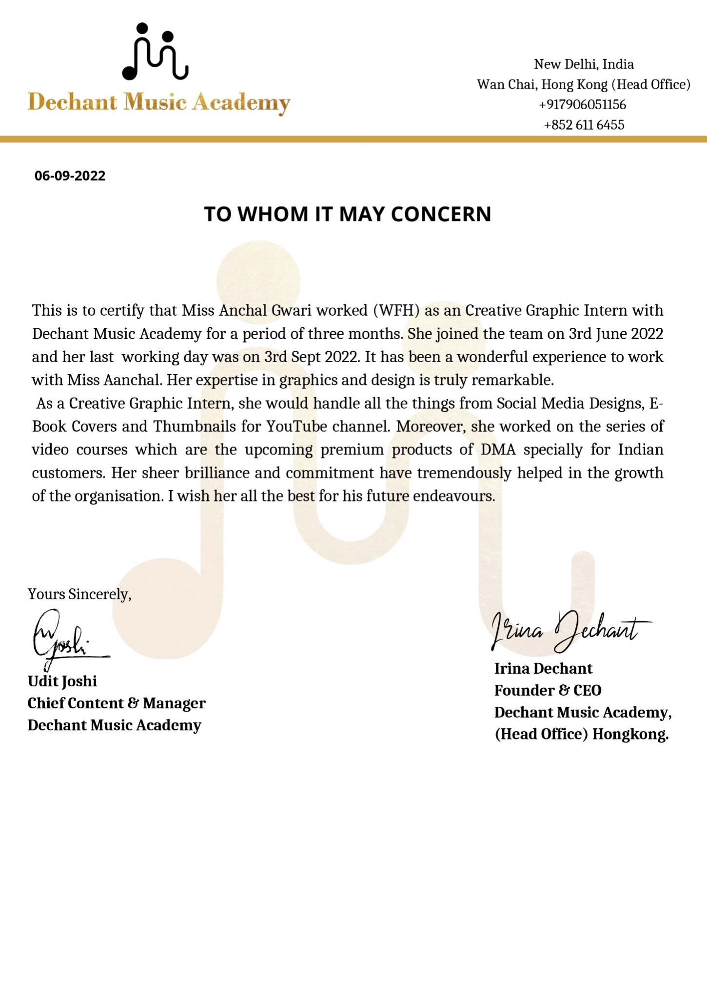 Dechant Music Academy
New Delhi, India
Wan Chai, Hong Kong (Head Office)
+917906051156
+852 611 6455
06-09-2022
TO WHOM IT MAY CONCERN
This is to certify that Miss Anchal Gwari worked (WFH) as an Creative Graphic Intern with
Dechant Music Academy for a period of three months. She joined the team on 3rd June 2022
and her last  working day was on 3rd Sept 2022. It has been a wonderful experience to work
with Miss Aanchal. Her expertise in graphics and design is truly remarkable.
As a Creative Graphic Intern, she would handle all the things from Social Media Designs, E-
Book Covers and Thumbnails for YouTube channel. Moreover, she worked on the series of
video courses which are the upcoming premium products of DMA specially for Indian
customers. Her sheer brilliance and commitment have tremendously helped in the growth
of the organisation. I wish her all the best for his future endeavours.
Yours Sincerely,
Joshi
Udit Joshi
Chief Content & Manager
Dechant Music Academy
Irina Dechant
Irina Dechant
Founder & CEO
Dechant Music Academy,
(Head Office) Hongkong.